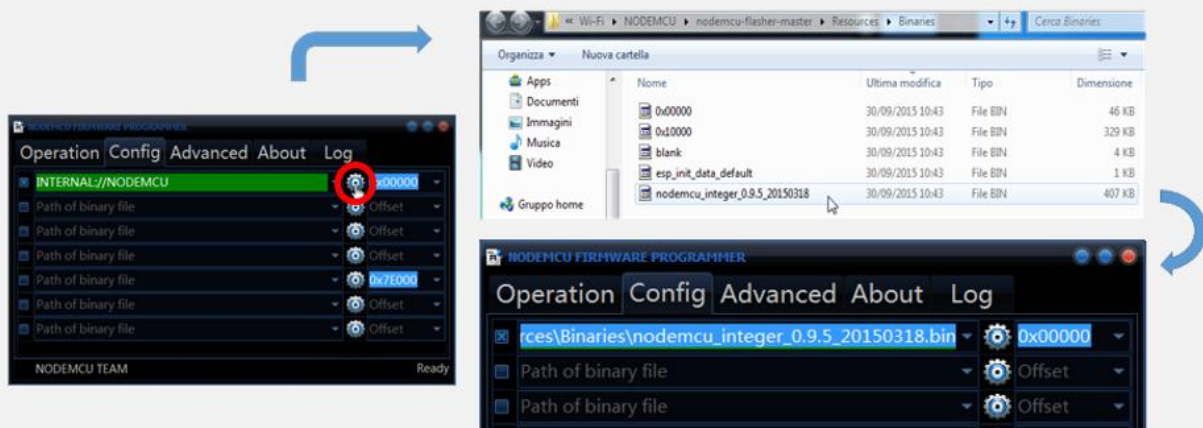 NODEMCU FIRMWARE PROGRAMMER
Operation Config Advanced About Log
INTERNAL://NODEMCU 0x00000
Path of binary file Offset
Path of binary file Offset
Path of binary file Offset
Path of binary file 0x7E000
Path of binary file Offset
Path of binary file Offset
NODEMCU TEAM Ready
« Wi-Fi NODEMCU nodemcu-flasher-master Resources Binaries Cerca Binaries
Organizza Nuova cartella
Apps
Documenti
Immagini
Musica
Video
Gruppo home
Nome Ultima modifica Tipo Dimensione
0x00000 30/09/2015 10:43 File BIN 46 KB
0x10000 30/09/2015 10:43 File BIN 329 KB
blank 30/09/2015 10:43 File BIN 4 KB
esp_init_data_default 30/09/2015 10:43 File BIN 1 KB
nodemcu_integer_0.9.5_20150318 30/09/2015 10:43 File BIN 407 KB
NODEMCU FIRMWARE PROGRAMMER
Operation Config Advanced About Log
rces\Binaries\nodemcu_integer_0.9.5_20150318.bin 0x00000
Path of binary file Offset
Path of binary file Offset